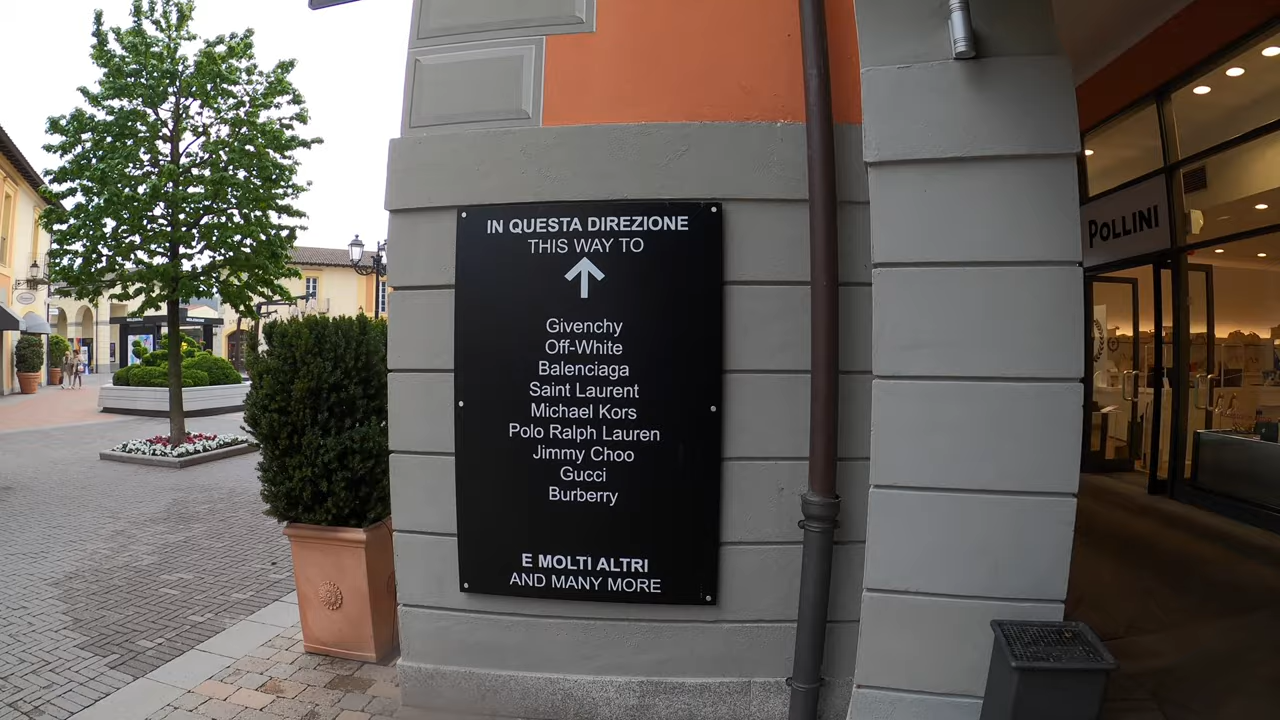 IN QUESTA DIREZIONE
THIS WAY TO
Givenchy
Off-White
Balenciaga
Saint Laurent
Michael Kors
Polo Ralph Lauren
Jimmy Choo
Gucci
Burberry
E MOLTI ALTRI
AND MANY MORE
POLLINI